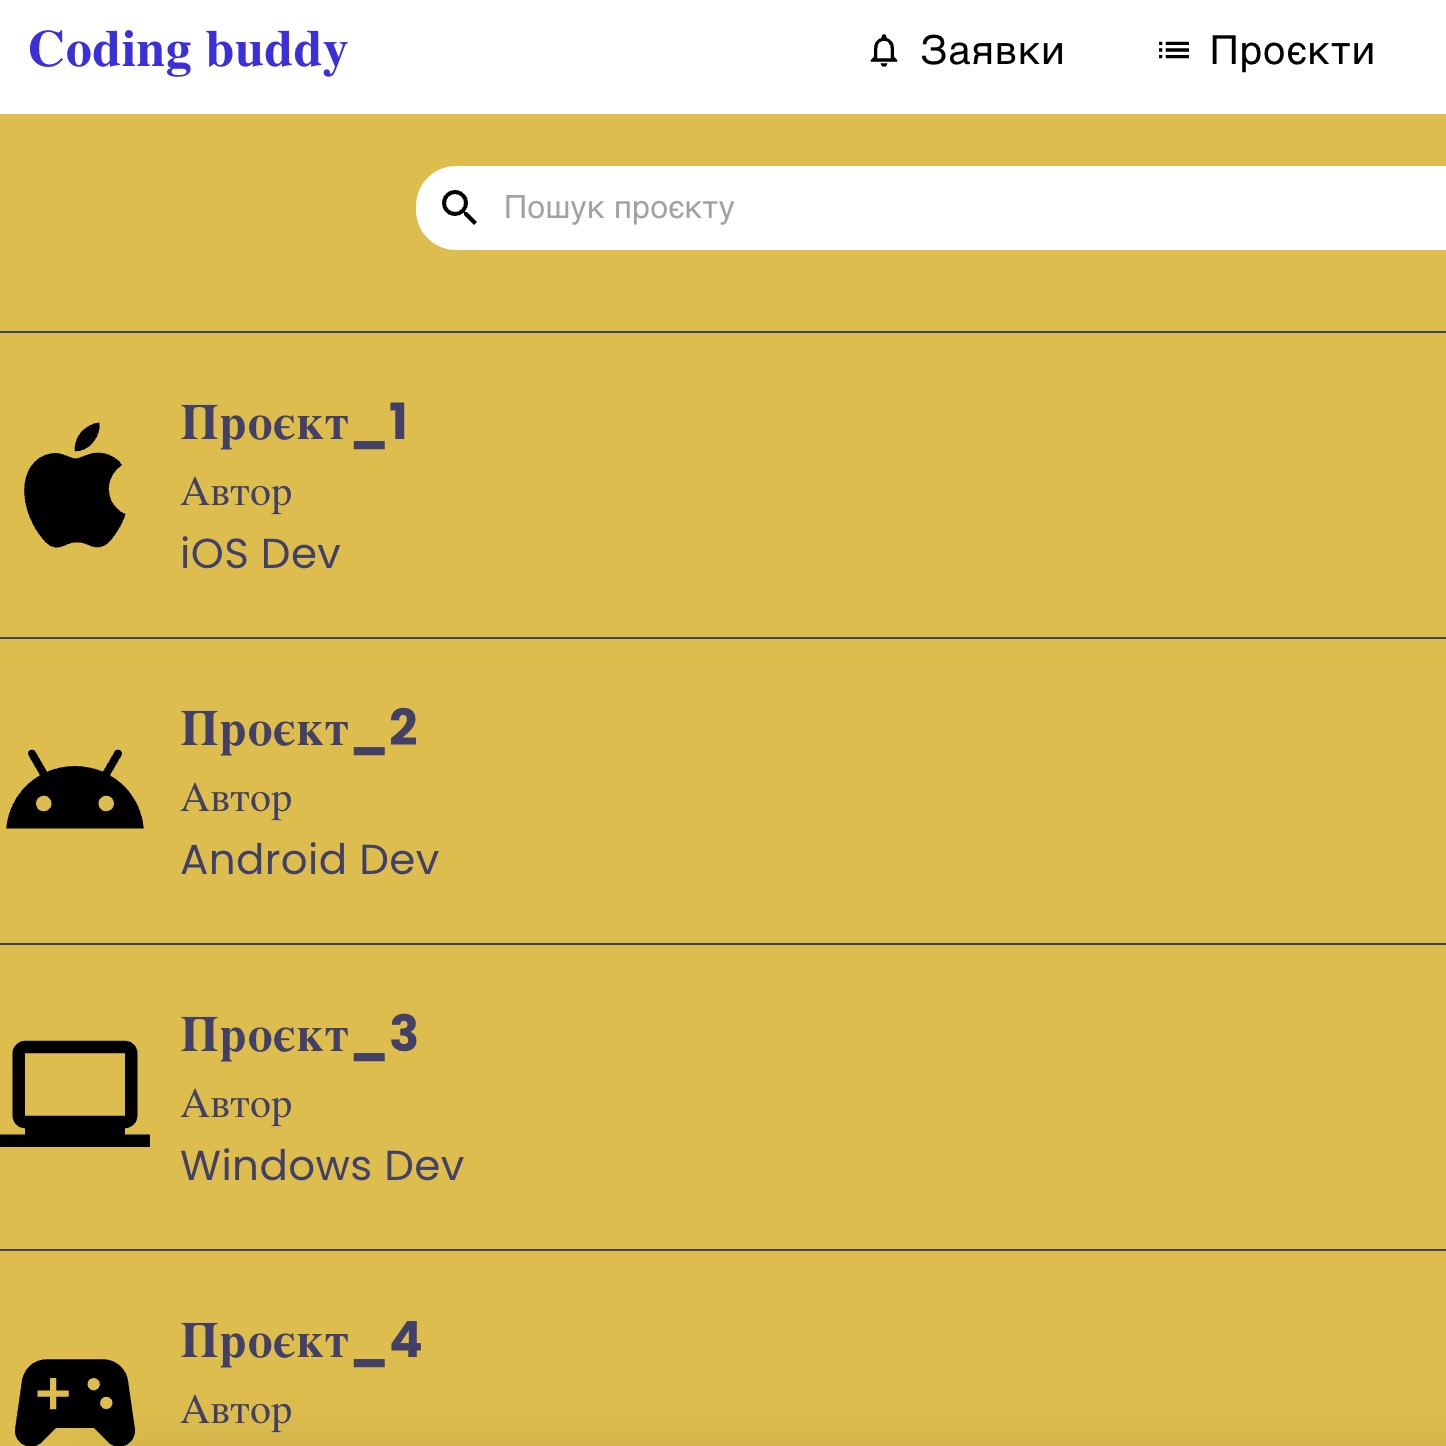 Coding buddy
Заявки
Проєкти
Пошук проєкту
Проєкт_1
Автор
iOS Dev
Проєкт_2
Автор
Android Dev
Проєкт_3
Автор
Windows Dev
Проєкт_4
Автор